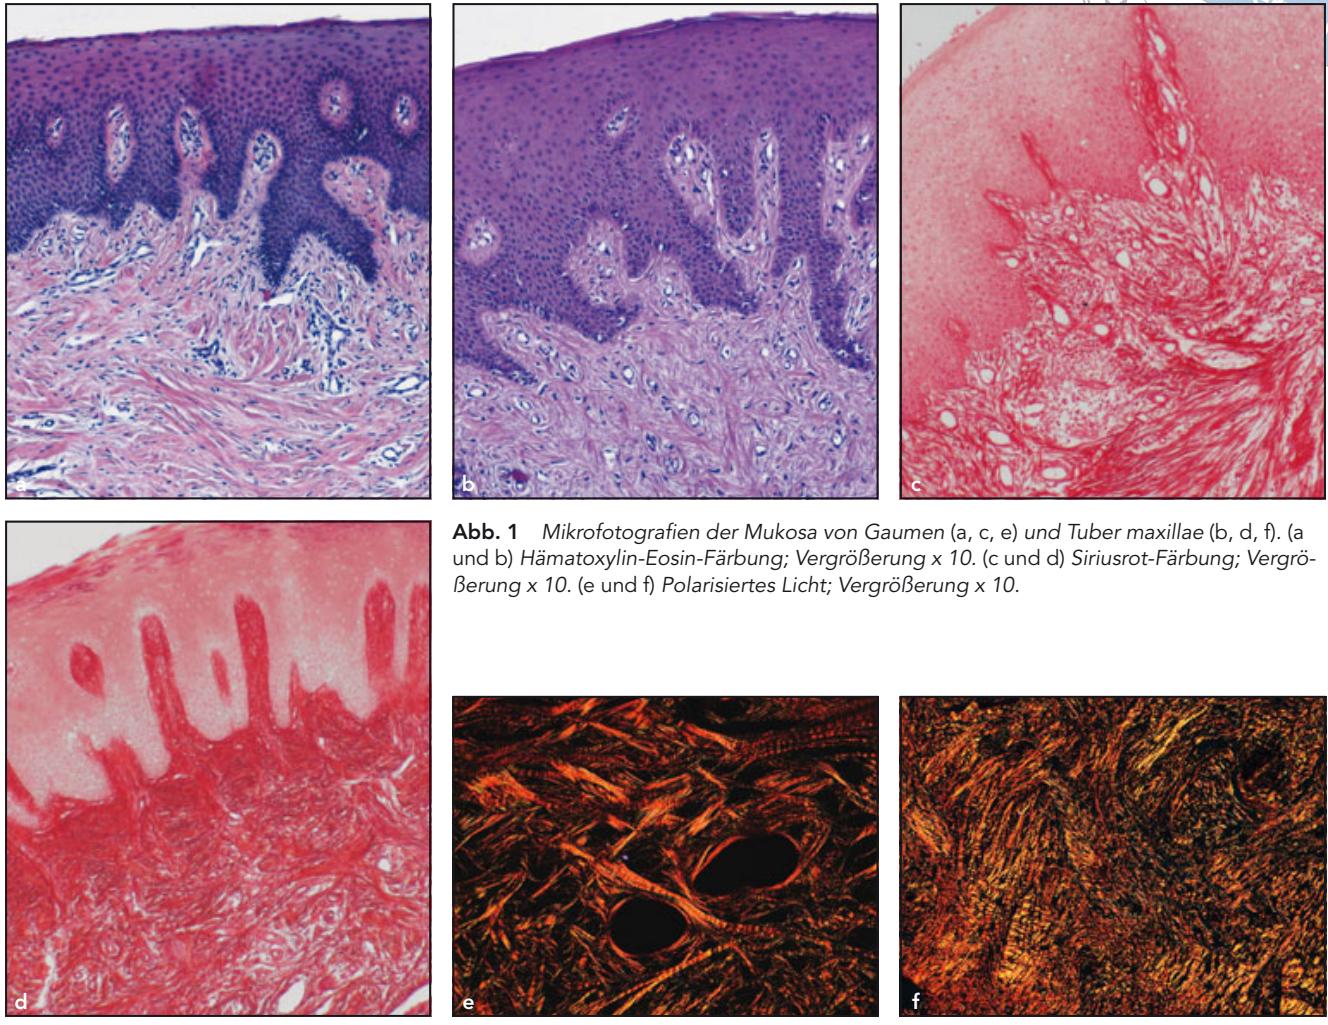 a
b
c
Abb. 1 Mikrofotografien der Mukosa von Gaumen (a, c, e) und Tuber maxillae (b, d, f). (a
und b) Hämatoxylin-Eosin-Färbung; Vergrößerung x 10. (c und d) Siriusrot-Färbung; Vergrö-
ßerung x 10. (e und f) Polarisiertes Licht; Vergrößerung x 10.
d
e
f